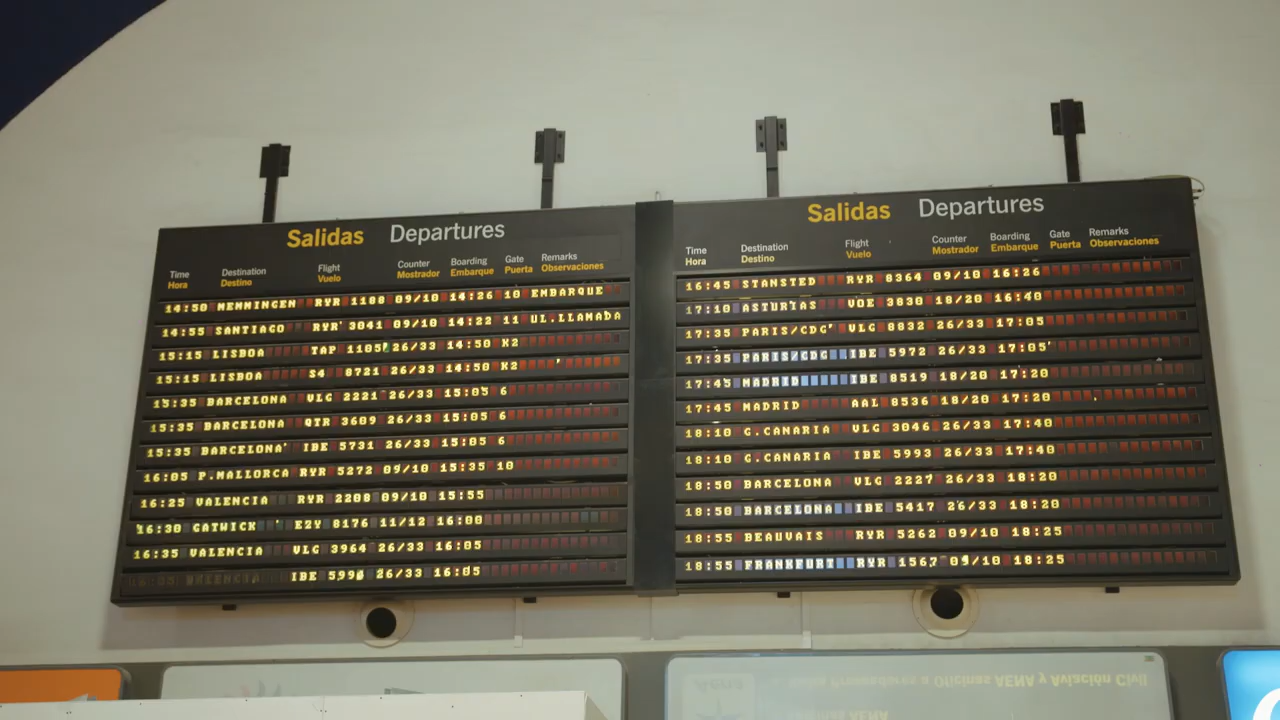 Salidas Departures
Time Destination Flight Counter Boarding Gate Remarks
Hora Destino Vuelo Mostrador Embarque Puerta Observaciones
14:50 MEMMINGEN RYR 1188 09/10 14:26 10 EMBARQUE
14:55 SANTIAGO RYR 3041 09/10 14:22 11 UL.LLAMADA
15:15 LISBOA TAP 1105 26/33 14:50 K2
15:15 LISBOA S4 8721 26/33 14:50 K2
15:35 BARCELONA VLG 2221 26/33 15:05 6
15:35 BARCELONA QTR 3609 26/33 15:05 6
15:35 BARCELONA IBE 5731 26/33 15:05 6
16:05 P.MALLORCA RYR 5272 09/10 15:35 10
16:25 VALENCIA RYR 2208 09/10 15:55
16:30 GATWICK EZY 8176 11/12 16:00
16:35 VALENCIA VLG 3964 26/33 16:05
VALENCIA IBE 5990 26/33 16:05
Salidas Departures
Time Destination Flight Counter Boarding Gate Remarks
Hora Destino Vuelo Mostrador Embarque Puerta Observaciones
16:45 STANSTED RYR 8364 09/10 16:26
17:10 ASTURIAS VOE 3830 18/20 16:40
17:35 PARIS/CDG VLG 8832 26/33 17:05
17:35 PARIS/CDG IBE 5972 26/33 17:05
17:45 MADRID IBE 8519 18/20 17:20
17:45 MADRID AAL 8536 18/20 17:20
18:10 G.CANARIA VLG 3046 26/33 17:40
18:10 G.CANARIA IBE 5993 26/33 17:40
18:50 BARCELONA VLG 2227 26/33 18:20
18:50 BARCELONA IBE 5417 26/33 18:20
18:55 BEAUVAIS RYR 5262 09/10 18:25
18:55 FRANKFURT RYR 1567 09/10 18:25
Aena Proveedores u Oficinas AENA y Aviación Civil
AENA